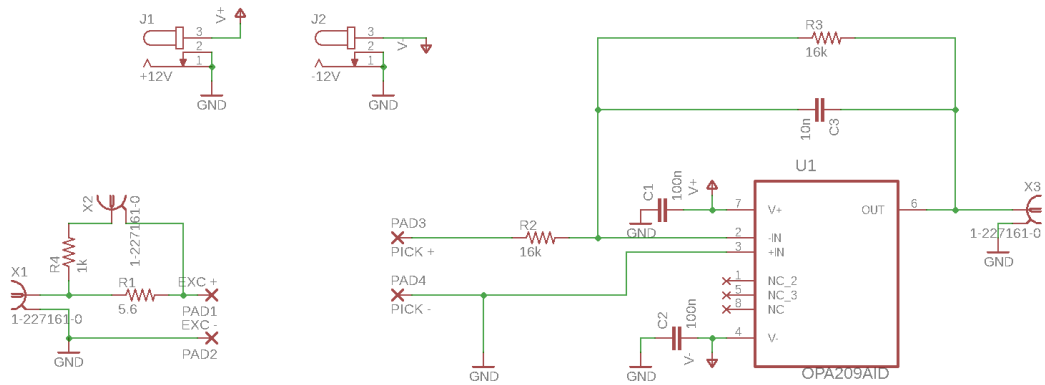 J1
V+
3
2
1
+12V
GND
J2
V-
3
2
1
-12V
GND
R3
16k
10n
C3
U1
X3
C1
100n
V+
GND
7
V+
OUT
6
1-227161-0
GND
X2
1-227161-0
R4
1k
PAD3
PICK +
R2
16k
2
-IN
3
+IN
X1
R1
5.6
EXC +
PAD1
1-227161-0
EXC -
PAD2
GND
PAD4
PICK -
GND
1
NC_2
5
NC_3
8
NC
C2
100n
V-
GND
4
V-
OPA209AID